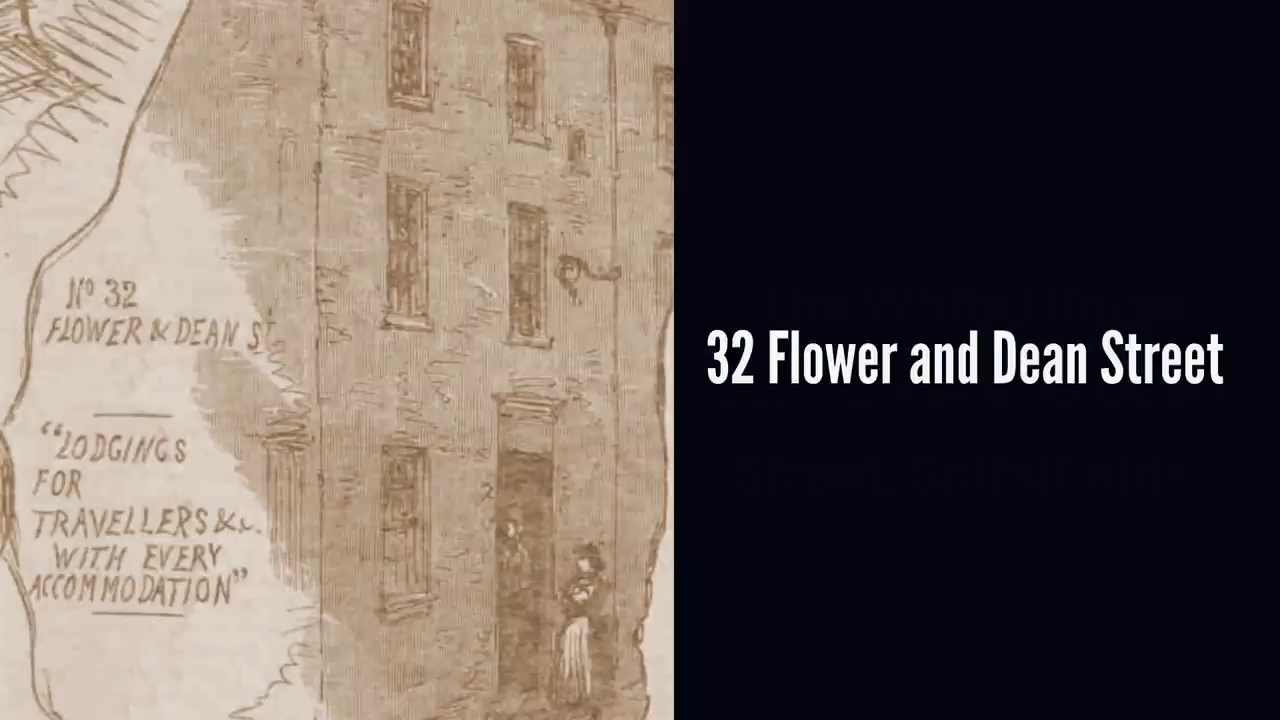 Nº 32
FLOWER & DEAN ST
"LODGINGS
FOR
TRAVELLERS &c.
WITH EVERY
ACCOMMODATION"
32 Flower and Dean Street